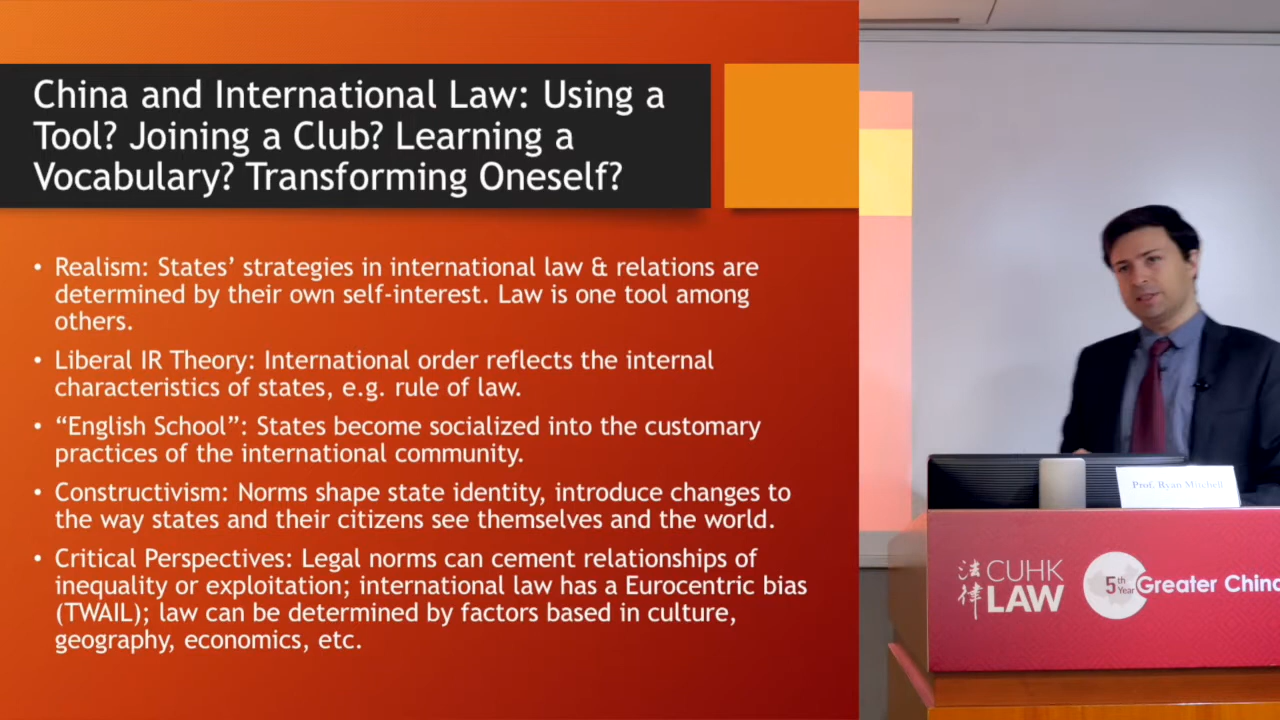 China and International Law: Using a
Tool? Joining a Club? Learning a
Vocabulary? Transforming Oneself?
• Realism: States’ strategies in international law & relations are
determined by their own self-interest. Law is one tool among
others.
• Liberal IR Theory: International order reflects the internal
characteristics of states, e.g. rule of law.
• “English School”: States become socialized into the customary
practices of the international community.
• Constructivism: Norms shape state identity, introduce changes to
the way states and their citizens see themselves and the world.
• Critical Perspectives: Legal norms can cement relationships of
inequality or exploitation; international law has a Eurocentric bias
(TWAIL); law can be determined by factors based in culture,
geography, economics, etc.
Prof. Ryan Mitchell
法律 CUHK
LAW
5th
Year
Greater China